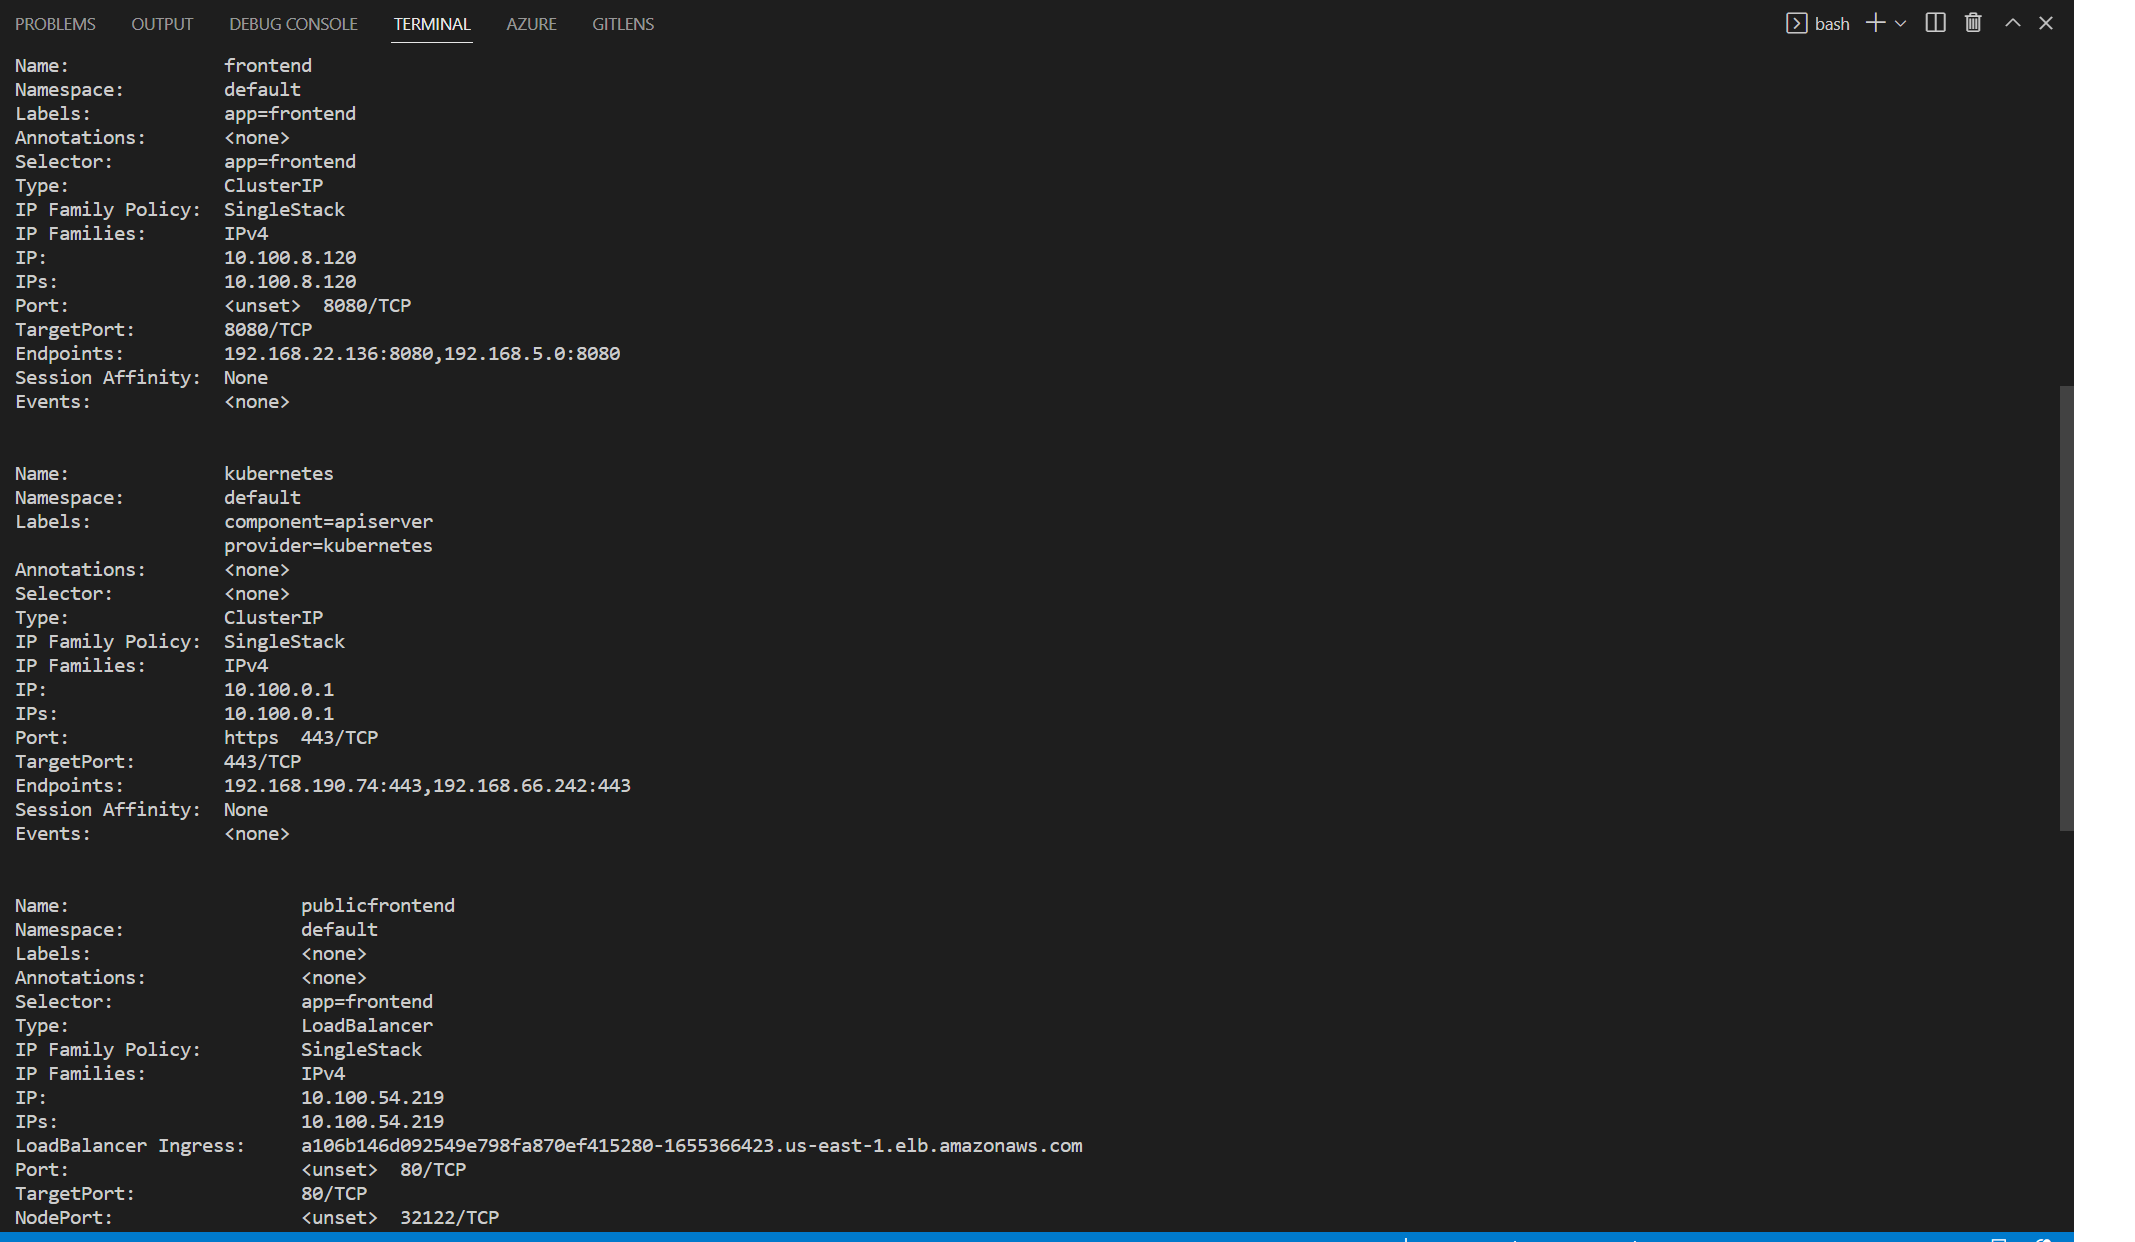 PROBLEMS OUTPUT DEBUG CONSOLE TERMINAL AZURE GITLENS bash
Name: frontend
Namespace: default
Labels: app=frontend
Annotations: <none>
Selector: app=frontend
Type: ClusterIP
IP Family Policy: SingleStack
IP Families: IPv4
IP: 10.100.8.120
IPs: 10.100.8.120
Port: <unset> 8080/TCP
TargetPort: 8080/TCP
Endpoints: 192.168.22.136:8080,192.168.5.0:8080
Session Affinity: None
Events: <none>
Name: kubernetes
Namespace: default
Labels: component=apiserver
provider=kubernetes
Annotations: <none>
Selector: <none>
Type: ClusterIP
IP Family Policy: SingleStack
IP Families: IPv4
IP: 10.100.0.1
IPs: 10.100.0.1
Port: https 443/TCP
TargetPort: 443/TCP
Endpoints: 192.168.190.74:443,192.168.66.242:443
Session Affinity: None
Events: <none>
Name: publicfrontend
Namespace: default
Labels: <none>
Annotations: <none>
Selector: app=frontend
Type: LoadBalancer
IP Family Policy: SingleStack
IP Families: IPv4
IP: 10.100.54.219
IPs: 10.100.54.219
LoadBalancer Ingress: a106b146d092549e798fa870ef415280-1655366423.us-east-1.elb.amazonaws.com
Port: <unset> 80/TCP
TargetPort: 80/TCP
NodePort: <unset> 32122/TCP